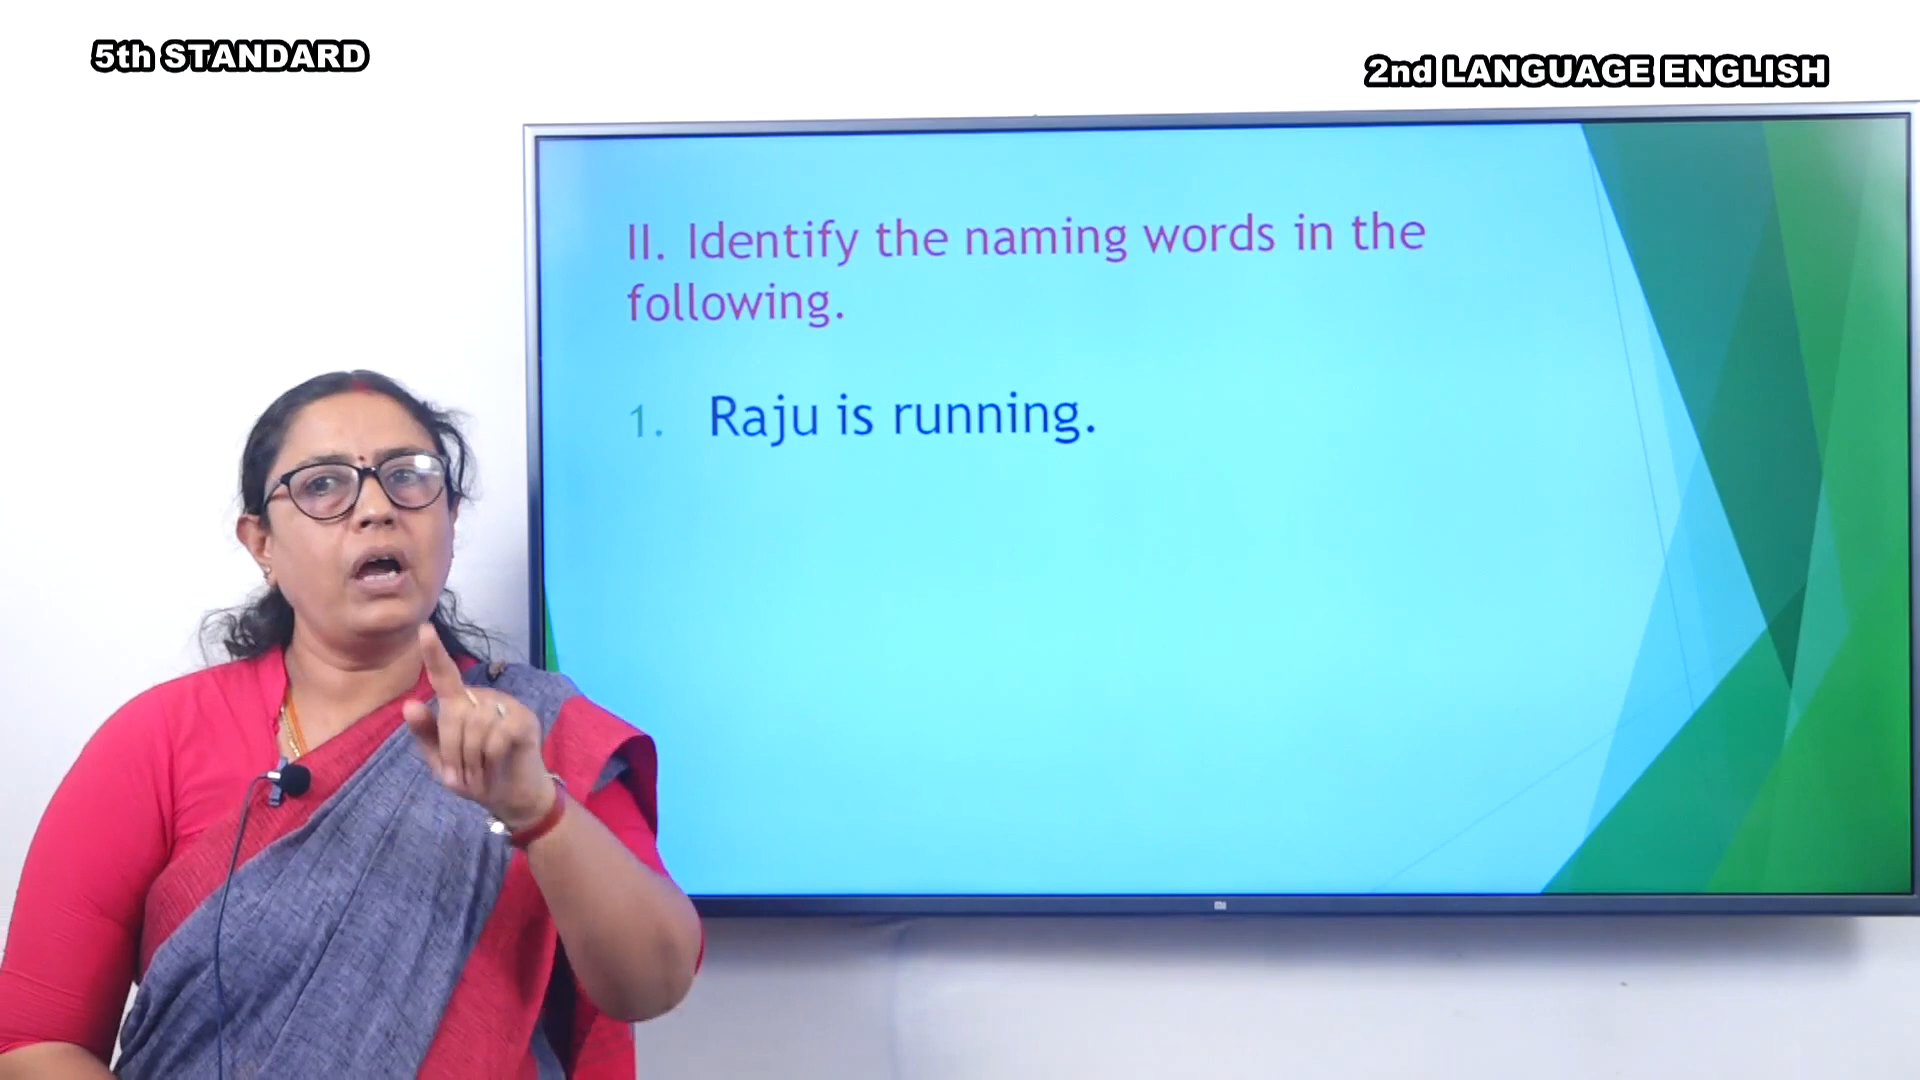 5th STANDARD
2nd LANGUAGE ENGLISH
II. Identify the naming words in the
following.
1. Raju is running.